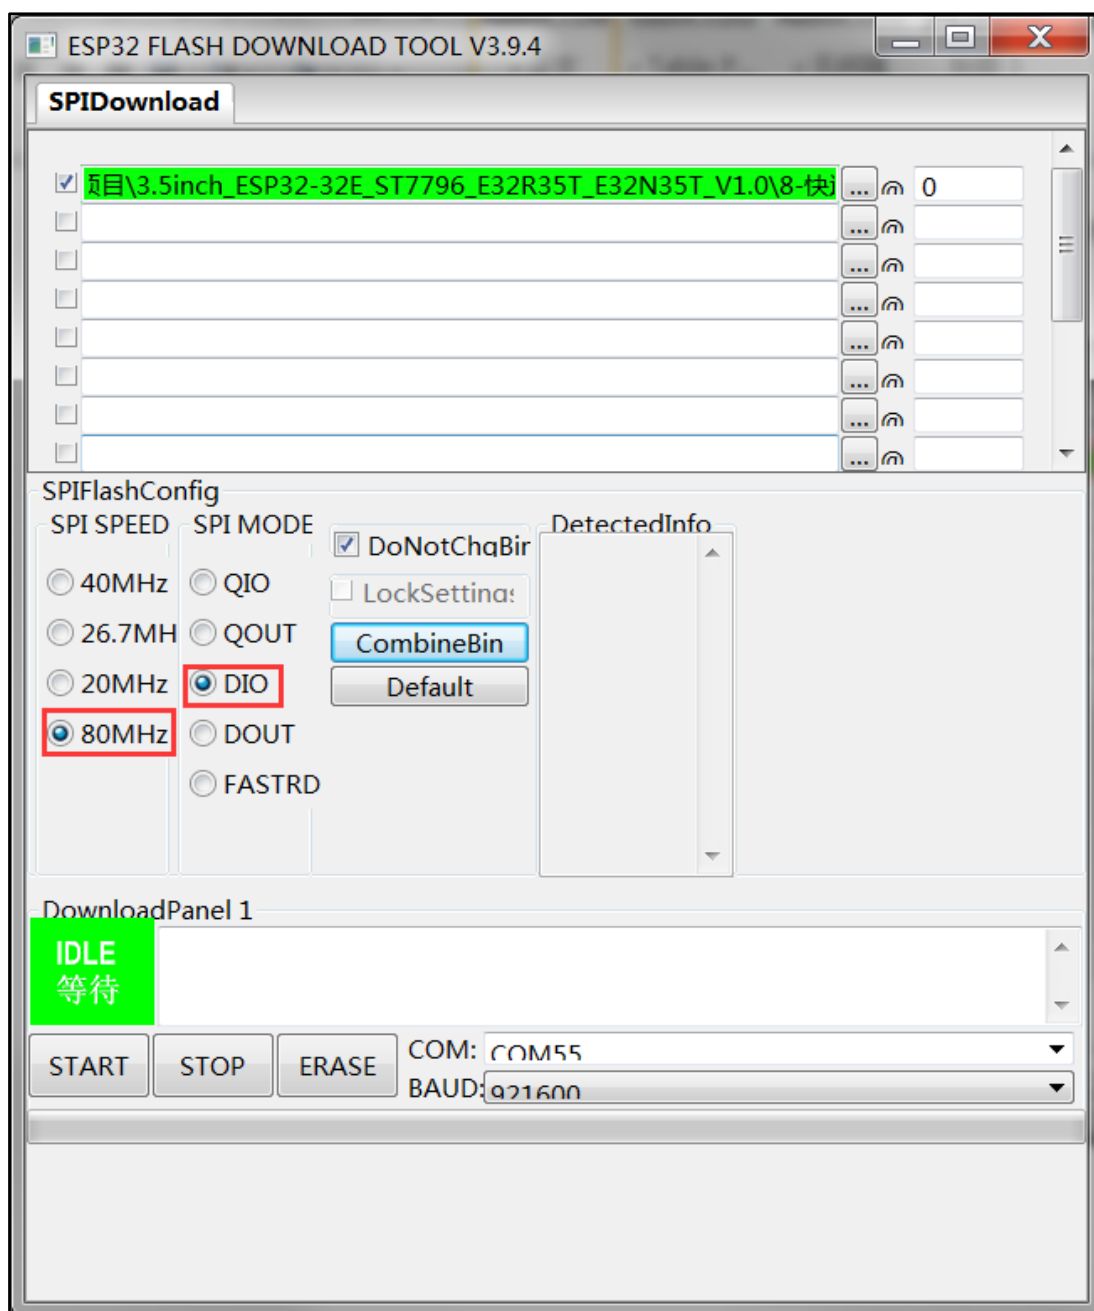 ESP32 FLASH DOWNLOAD TOOL V3.9.4
SPIDownload
项目\3.5inch_ESP32-32E_ST7796_E32R35T_E32N35T_V1.0\8-快 ... @ 0
... @
... @
... @
... @
... @
... @
... @
SPIFlashConfig
SPI SPEED SPI MODE DetectedInfo
DoNotChgBin
40MHz QIO LockSettings
26.7MH QOUT CombineBin
20MHz DIO Default
80MHz DOUT
FASTRD
DownloadPanel 1
IDLE
等待
START STOP ERASE COM: COM55
BAUD: 921600